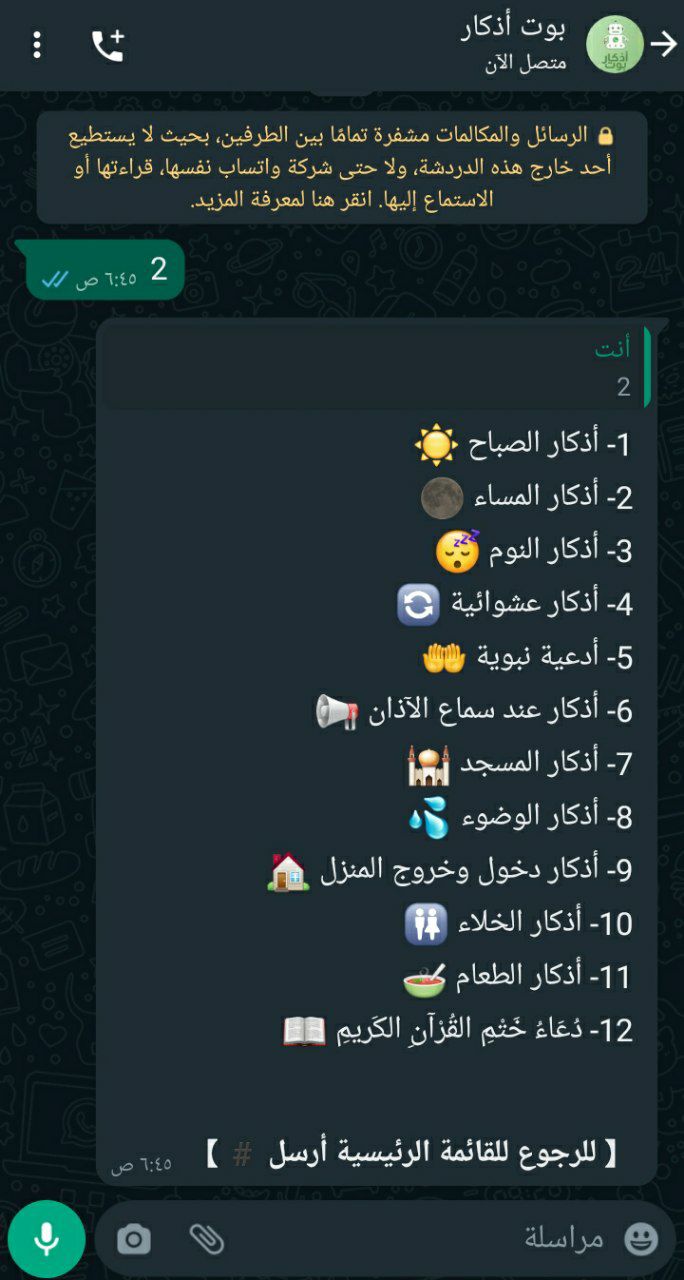 بوت أذكار
متصل الآن
أذكار
بوت
الرسائل والمكالمات مشفرة تمامًا بين الطرفين، بحيث لا يستطيع
أحد خارج هذه الدردشة، ولا حتى شركة واتساب نفسها، قراءتها أو
الاستماع إليها. انقر هنا لمعرفة المزيد.
2
٦:٤٥ ص
أنت
2
1- أذكار الصباح ☀️
2- أذكار المساء 🌑
3- أذكار النوم 😴
4- أذكار عشوائية 🔄
5- أدعية نبوية 🤲
6- أذكار عند سماع الآذان 📢
7- أذكار المسجد 🕌
8- أذكار الوضوء 💦
9- أذكار دخول وخروج المنزل 🏠
10- أذكار الخلاء 🚻
11- أذكار الطعام 🍲
12- دُعَاءُ خَتْمِ القُرْآنِ الكَريمِ 📖
【 للرجوع للقائمة الرئيسية أرسل # 】
٦:٤٥ ص
مراسلة